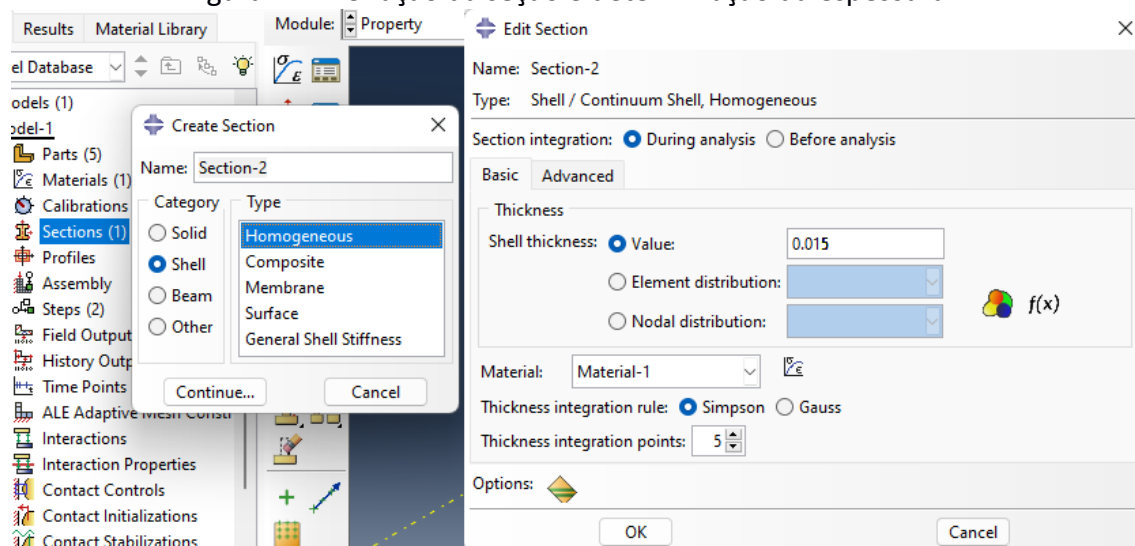 Results Material Library
Module: Property
el Database
odels (1)
odel-1
Parts (5)
Materials (1)
Calibrations
Sections (1)
Profiles
Assembly
Steps (2)
Field Output
History Outp
Time Points
ALE Adaptive Mesh Constr
Interactions
Interaction Properties
Contact Controls
Contact Initializations
Contact Stabilizations
Create Section
Name: Section-2
Category Type
Solid
Shell
Beam
Other
Homogeneous
Composite
Membrane
Surface
General Shell Stiffness
Continue... Cancel
Edit Section
Name: Section-2
Type: Shell / Continuum Shell, Homogeneous
Section integration: During analysis Before analysis
Basic Advanced
Thickness
Shell thickness: Value: 0.015
Element distribution:
Nodal distribution:
f(x)
Material: Material-1
Thickness integration rule: Simpson Gauss
Thickness integration points: 5
Options:
OK Cancel